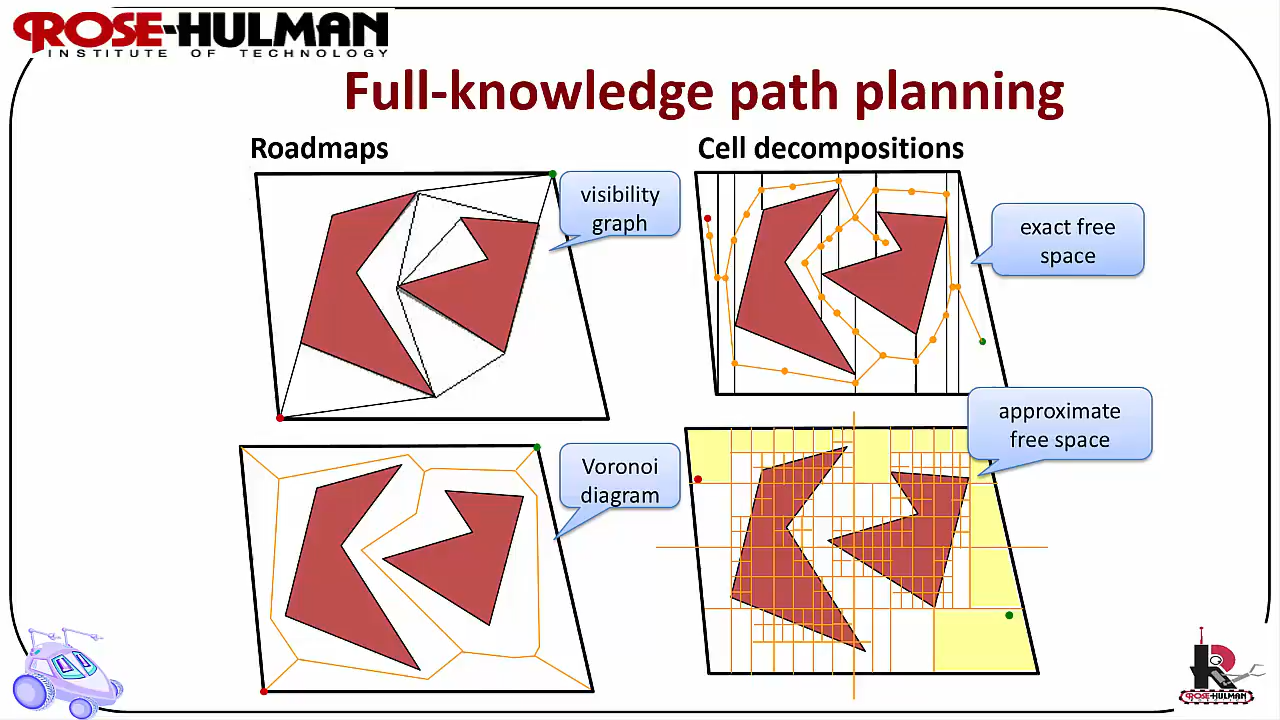 ROSE-HULMAN
INSTITUTE OF TECHNOLOGY
Full-knowledge path planning
Roadmaps
Cell decompositions
visibility
graph
exact free
space
Voronoi
diagram
approximate
free space
R
ROSE-HULMAN